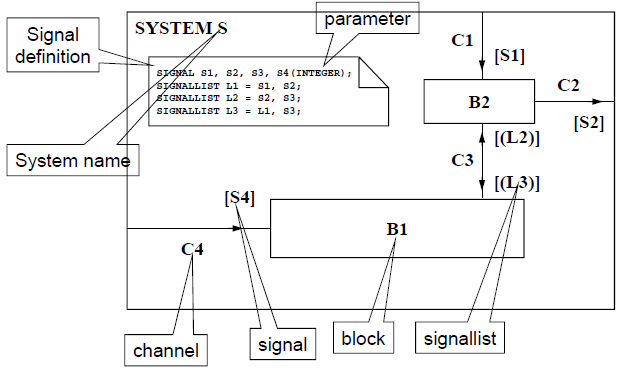 SYSTEM S
parameter
Signal
definition
SIGNAL S1, S2, S3, S4(INTEGER);
SIGNALLIST L1 = S1, S2;
SIGNALLIST L2 = S2, S3;
SIGNALLIST L3 = L1, S3;
System name
C1
[S1]
B2
C2
[S2]
[(L2)]
C3
[(L3)]
[S4]
B1
C4
channel
signal
block
signallist